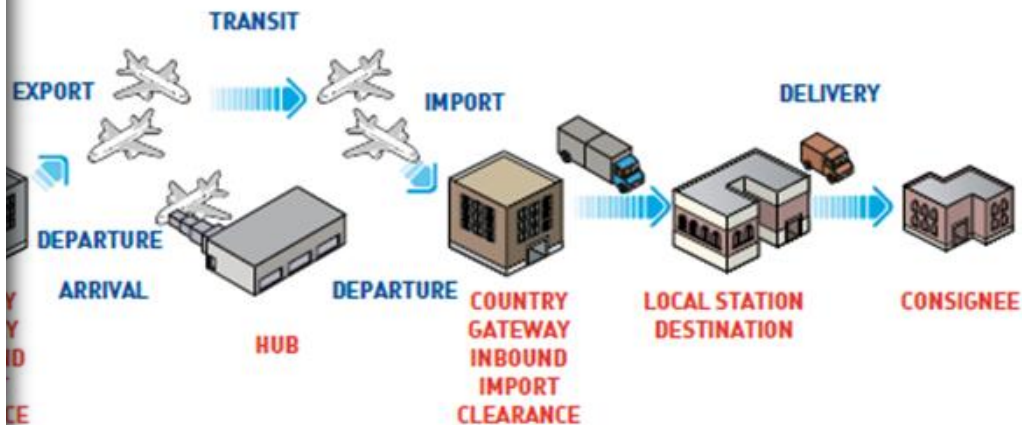 TRANSIT
EXPORT
IMPORT
DELIVERY
DEPARTURE
ARRIVAL
DEPARTURE
HUB
COUNTRY
GATEWAY
INBOUND
IMPORT
CLEARANCE
LOCAL STATION
DESTINATION
CONSIGNEE